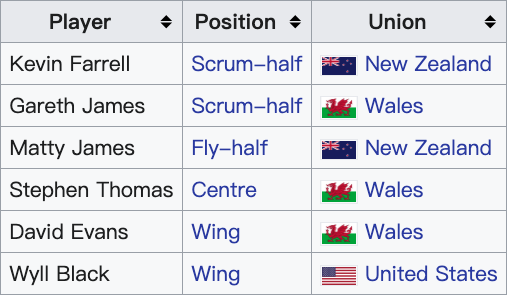 Player Position Union
Kevin Farrell Scrum–half New Zealand
Gareth James Scrum–half Wales
Matty James Fly–half New Zealand
Stephen Thomas Centre Wales
David Evans Wing Wales
Wyll Black Wing United States